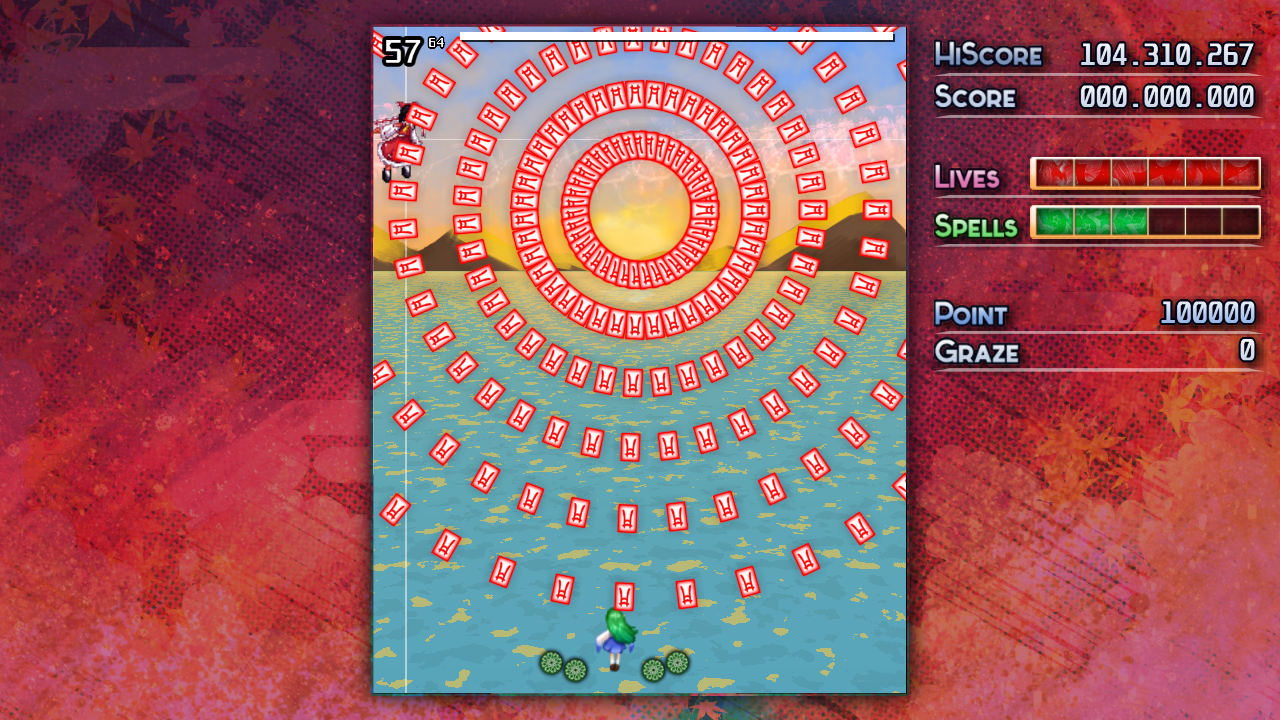 57 64
HiScore 104.310.267
Score 000.000.000
Lives
Spells
Point 100000
Graze 0